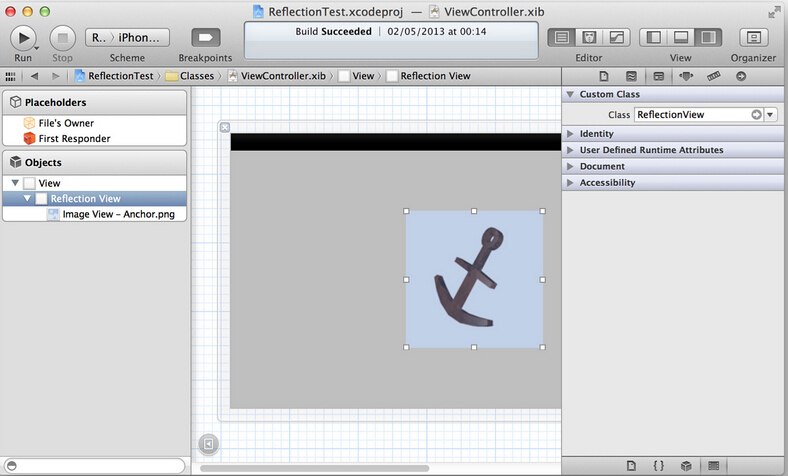 ReflectionTest.xcodeproj — ViewController.xib
Build Succeeded | 02/05/2013 at 00:14
R.. › iPhon...
Run Stop Scheme Breakpoints Editor View Organizer
ReflectionTest › Classes › ViewController.xib › View › Reflection View
Placeholders
File's Owner
First Responder
Objects
View
Reflection View
Image View – Anchor.png
Custom Class
Class ReflectionView
Identity
User Defined Runtime Attributes
Document
Accessibility
{}